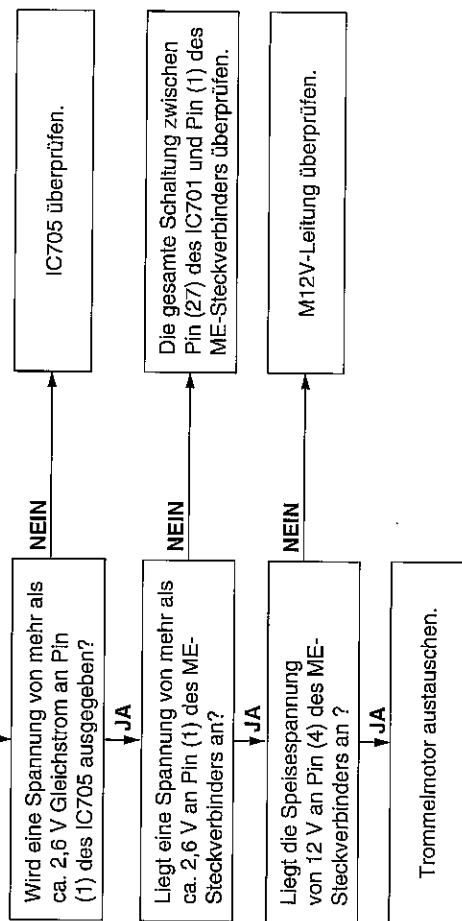 Wird eine Spannung von mehr als
ca. 2,6 V Gleichstrom an Pin
(1) des IC705 ausgegeben?
NEIN
IC705 überprüfen.
JA
Liegt eine Spannung von mehr als
ca. 2,6 V an Pin (1) des ME-
Steckverbinders an?
NEIN
Die gesamte Schaltung zwischen
Pin (27) des IC701 und Pin (1) des
ME-Steckverbinders überprüfen.
JA
Liegt die Speisespannung
von 12 V an Pin (4) des ME-
Steckverbinders an ?
NEIN
M12V-Leitung überprüfen.
JA
Trommelmotor austauschen.